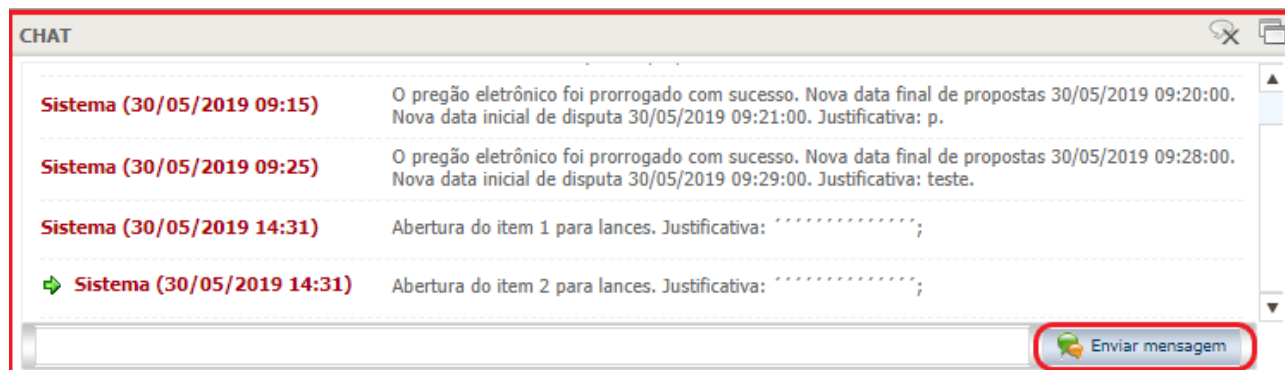 CHAT
Sistema (30/05/2019 09:15)
O pregão eletrônico foi prorrogado com sucesso. Nova data final de propostas 30/05/2019 09:20:00.
Nova data inicial de disputa 30/05/2019 09:21:00. Justificativa: p.
Sistema (30/05/2019 09:25)
O pregão eletrônico foi prorrogado com sucesso. Nova data final de propostas 30/05/2019 09:28:00.
Nova data inicial de disputa 30/05/2019 09:29:00. Justificativa: teste.
Sistema (30/05/2019 14:31)
Abertura do item 1 para lances. Justificativa: ´´´´´´´´´´´´´´;
Sistema (30/05/2019 14:31)
Abertura do item 2 para lances. Justificativa: ´´´´´´´´´´´´´´;
Enviar mensagem